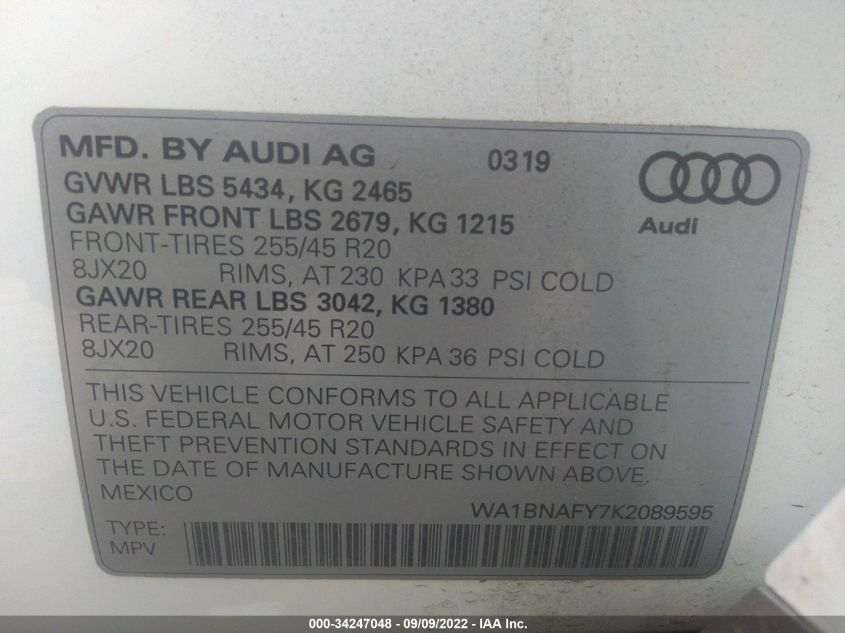 MFD. BY AUDI AG 0319
GVWR LBS 5434, KG 2465
GAWR FRONT LBS 2679, KG 1215
Audi
FRONT-TIRES 255/45 R20
8JX20 RIMS, AT 230 KPA 33 PSI COLD
GAWR REAR LBS 3042, KG 1380
REAR-TIRES 255/45 R20
8JX20 RIMS, AT 250 KPA 36 PSI COLD
THIS VEHICLE CONFORMS TO ALL APPLICABLE
U.S. FEDERAL MOTOR VEHICLE SAFETY AND
THEFT PREVENTION STANDARDS IN EFFECT ON
THE DATE OF MANUFACTURE SHOWN ABOVE.
MEXICO
WA1BNAFY7K2089595
TYPE:
MPV
000-34247048 - 09/09/2022 - IAA Inc.